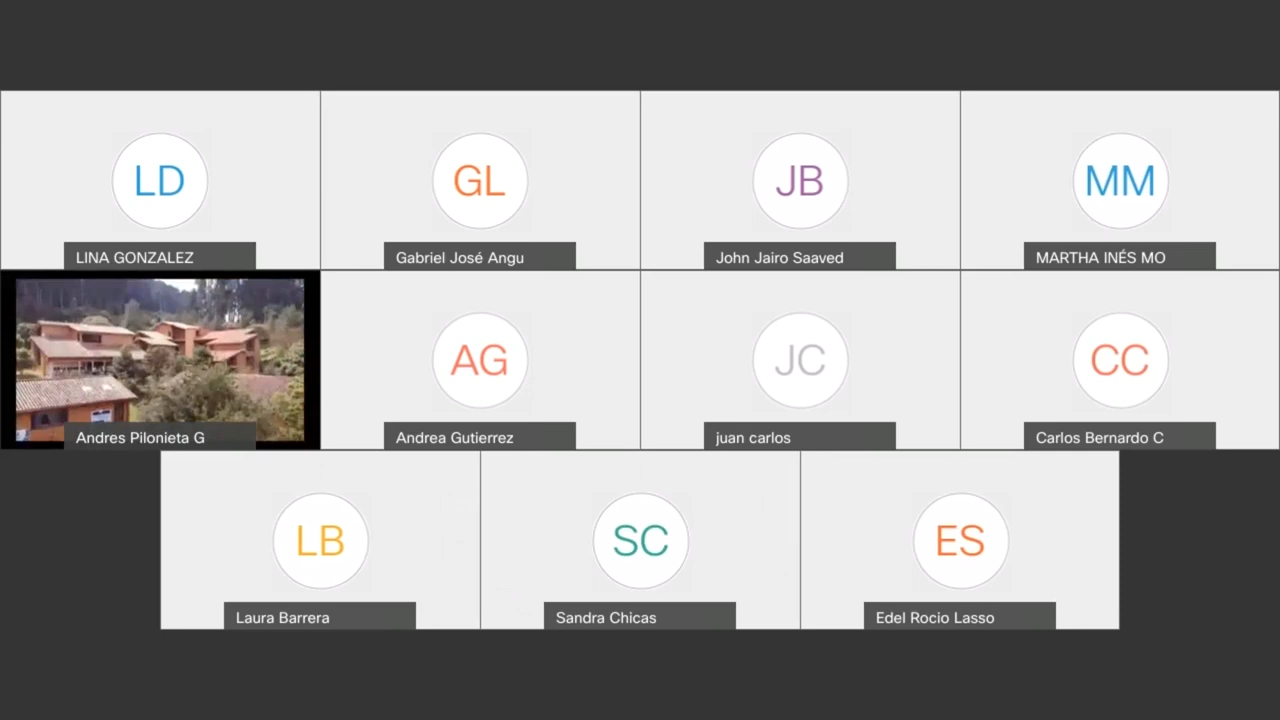 LD
GL
JB
MM
LINA GONZALEZ
Gabriel José Angu
John Jairo Saaved
MARTHA INÉS MO
AG
JC
CC
Andres Pilonieta G
Andrea Gutierrez
juan carlos
Carlos Bernardo C
LB
SC
ES
Laura Barrera
Sandra Chicas
Edel Rocio Lasso